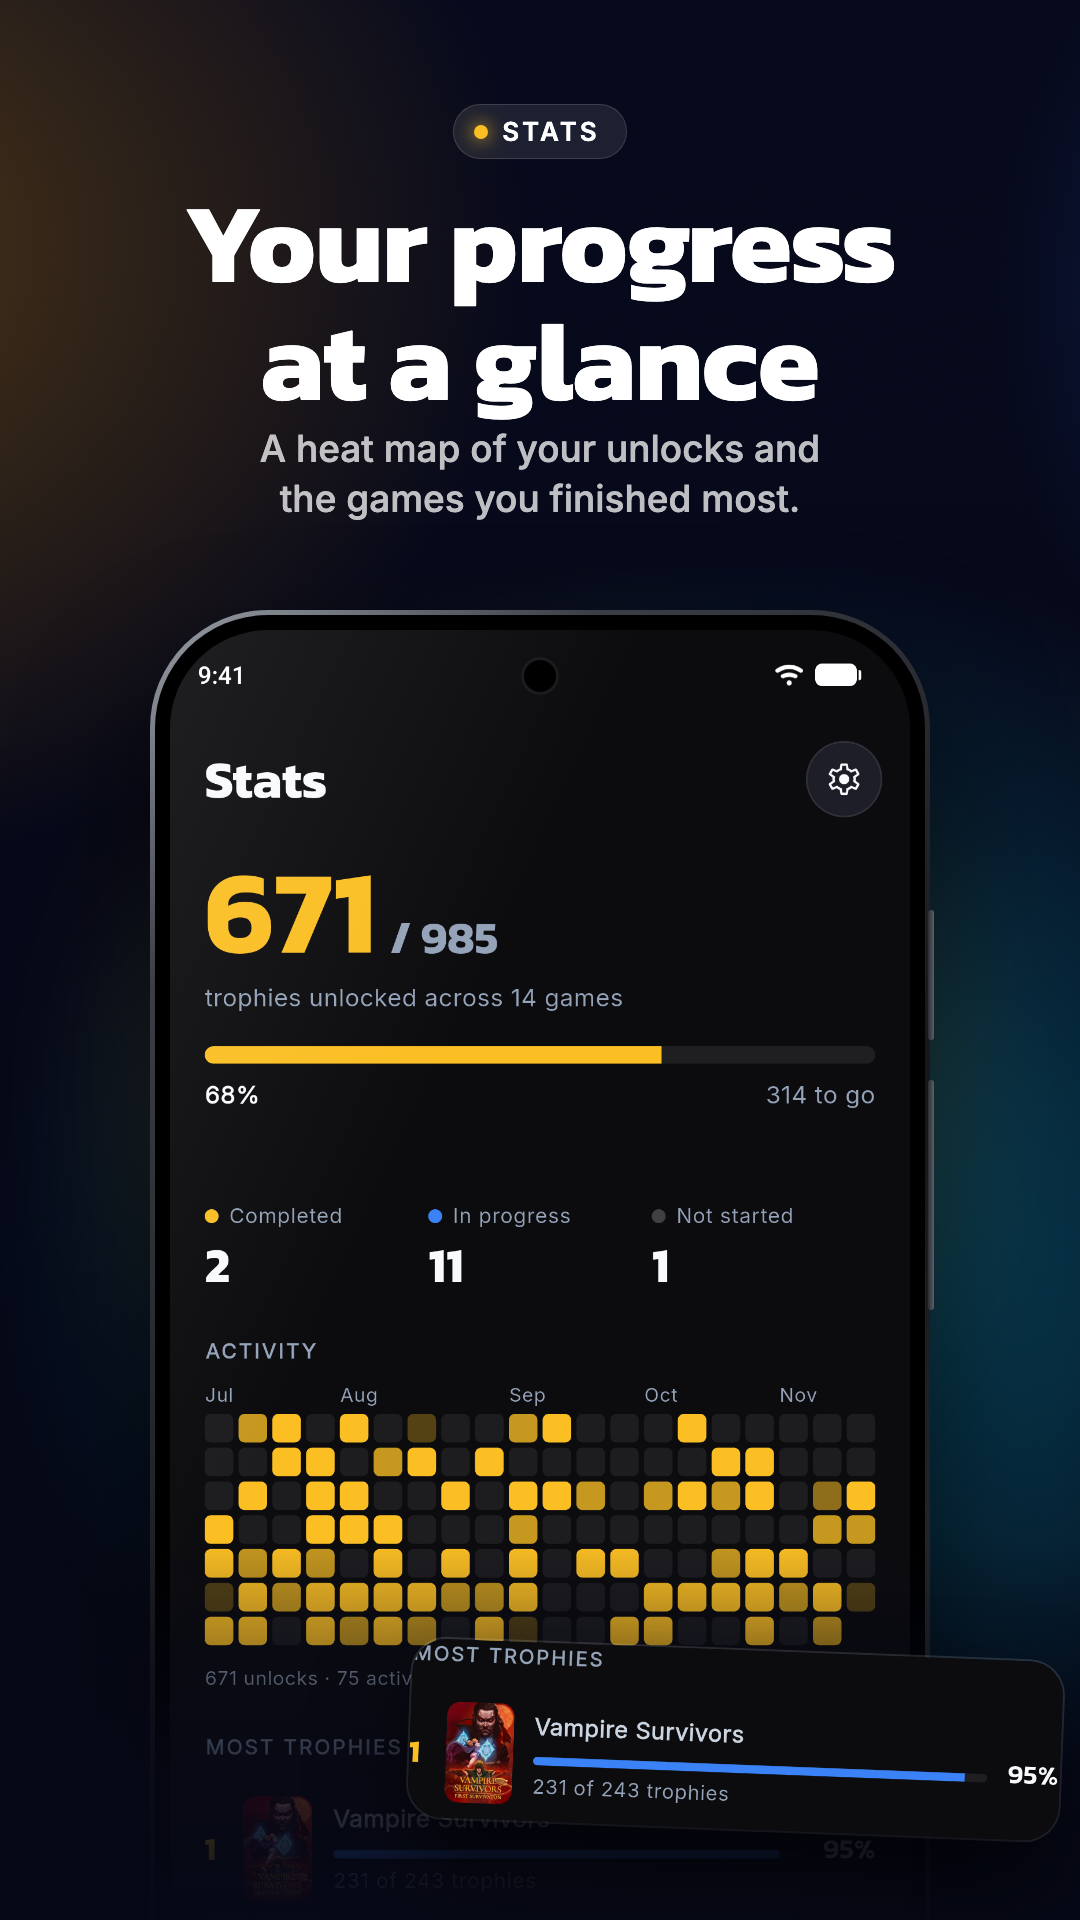 STATS
Your progress
at a glance
A heat map of your unlocks and
the games you finished most.
9:41
Stats
671 / 985
trophies unlocked across 14 games
68%
314 to go
Completed
In progress
Not started
2
11
1
ACTIVITY
Jul
Aug
Sep
Oct
Nov
671 unlocks · 75 activ
MOST TROPHIES
1
VAMPIRE
SURVIVORS
Vampire Survivors
95%
231 of 243 trophies
MOST TROPHIES
1
Vampire Survivors
95%
231 of 243 trophies